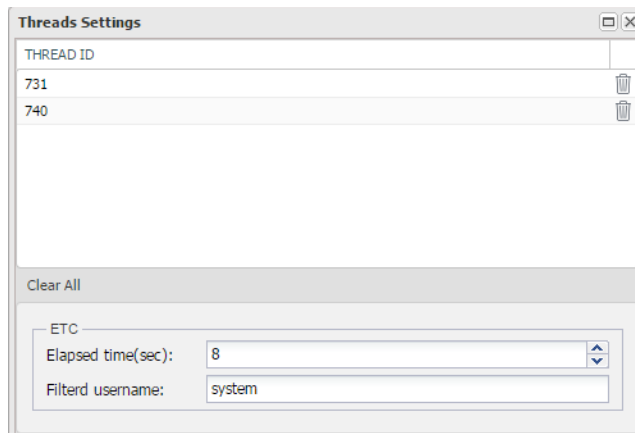 Threads Settings
THREAD ID
731
740
Clear All
ETC
Elapsed time(sec): 8
Filterd username: system